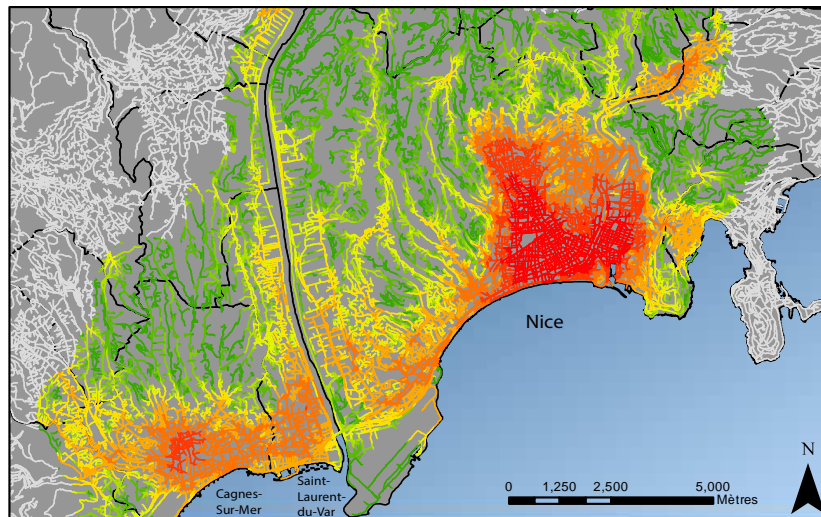 Nice
Cagnes-
Sur-Mer
Saint-
Laurent-
du-Var
N
0 1,250 2,500 5,000
Mètres